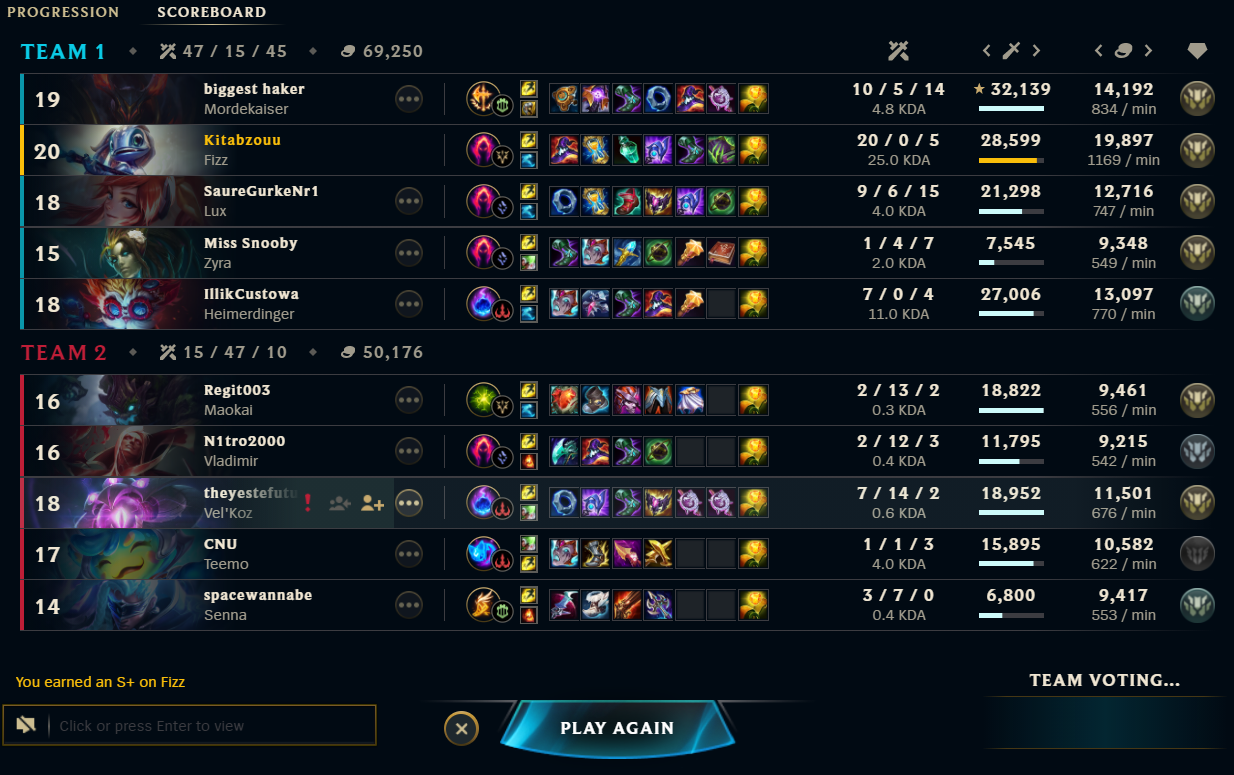 PROGRESSION SCOREBOARD
TEAM 1 47 / 15 / 45 69,250
19 biggest haker Mordekaiser 10 / 5 / 14 4.8 KDA 32,139 14,192 834 / min
20 Kitabzouu Fizz 20 / 0 / 5 25.0 KDA 28,599 19,897 1169 / min
18 SaureGurkeNr1 Lux 9 / 6 / 15 4.0 KDA 21,298 12,716 747 / min
15 Miss Snooby Zyra 1 / 4 / 7 2.0 KDA 7,545 9,348 549 / min
18 IllikCustowa Heimerdinger 7 / 0 / 4 11.0 KDA 27,006 13,097 770 / min
TEAM 2 15 / 47 / 10 50,176
16 Regit003 Maokai 2 / 13 / 2 0.3 KDA 18,822 9,461 556 / min
16 N1tro2000 Vladimir 2 / 12 / 3 0.4 KDA 11,795 9,215 542 / min
18 theyestefutu Vel'Koz 7 / 14 / 2 0.6 KDA 18,952 11,501 676 / min
17 CNU Teemo 1 / 1 / 3 4.0 KDA 15,895 10,582 622 / min
14 spacewannabe Senna 3 / 7 / 0 0.4 KDA 6,800 9,417 553 / min
You earned an S+ on Fizz
TEAM VOTING...
Click or press Enter to view
PLAY AGAIN